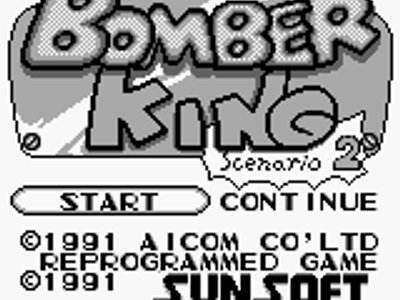 BOMBER
KING
Scenario 2
START CONTINUE
©1991 AICOM CO'LTD
REPROGRAMMED GAME
©1991 SUNSOFT